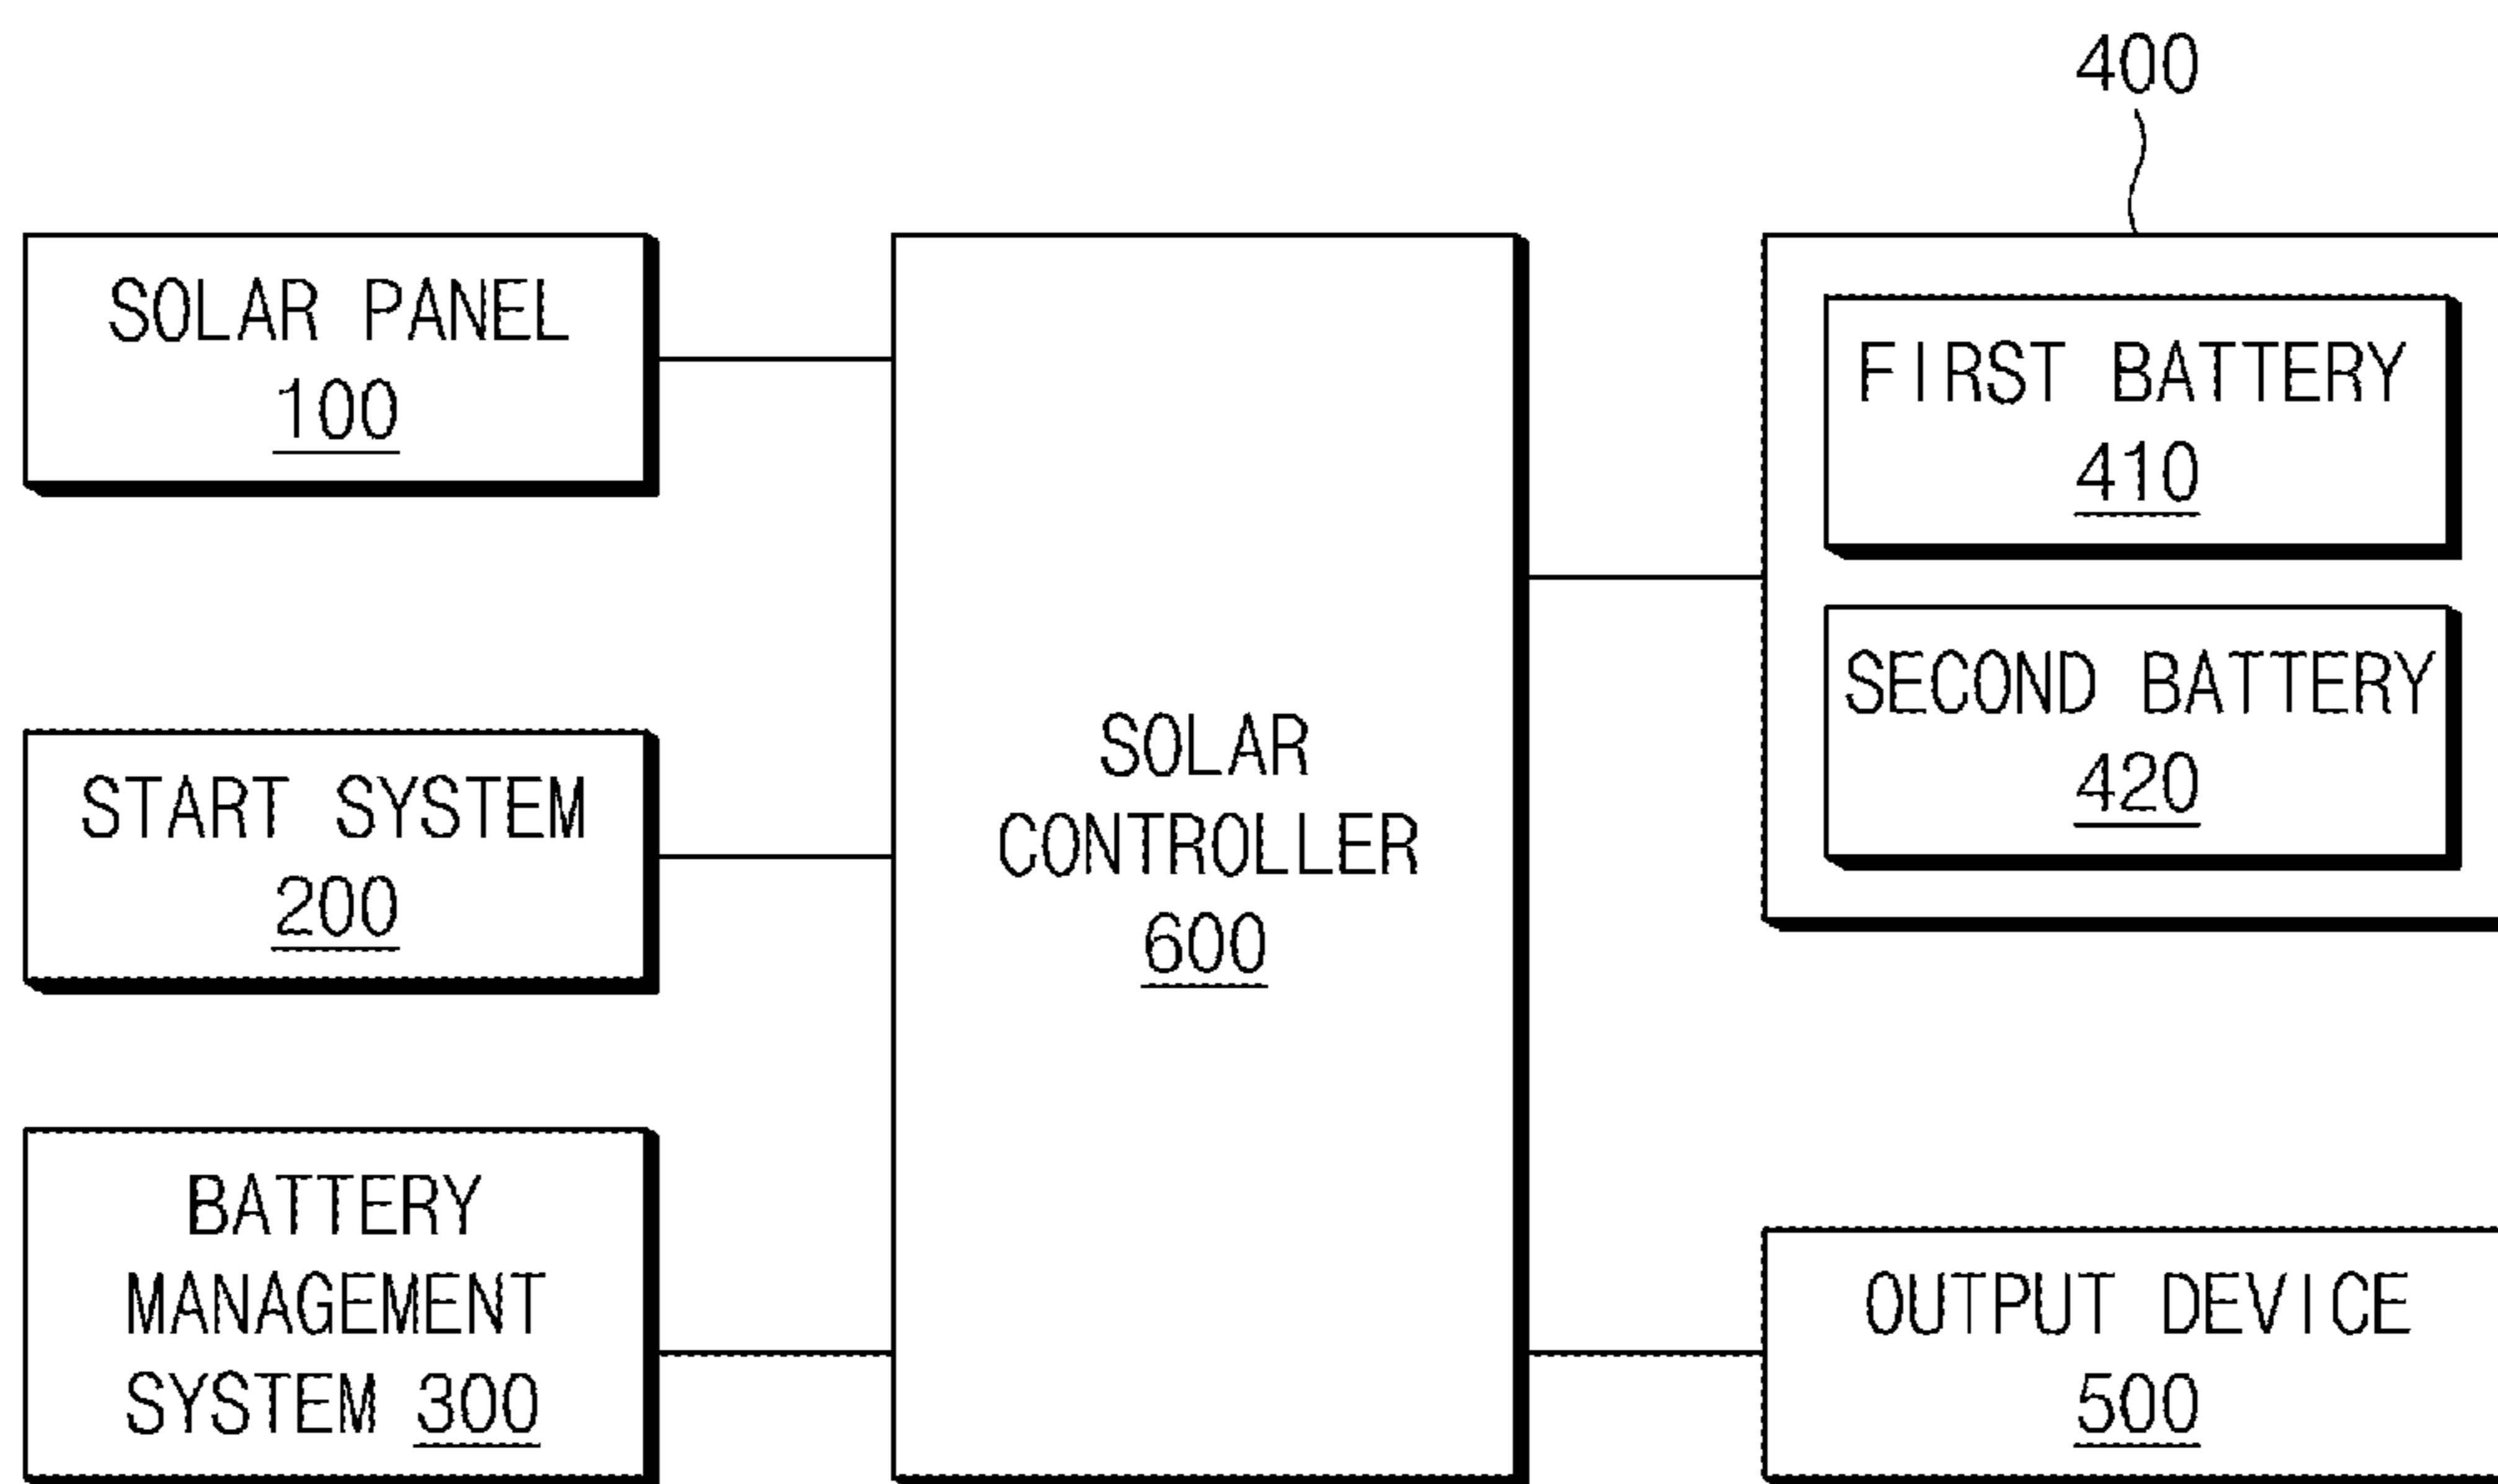 400
SOLAR PANEL
100
FIRST BATTERY
410
SECOND BATTERY
420
START SYSTEM
200
SOLAR
CONTROLLER
600
BATTERY
MANAGEMENT
SYSTEM 300
OUTPUT DEVICE
500